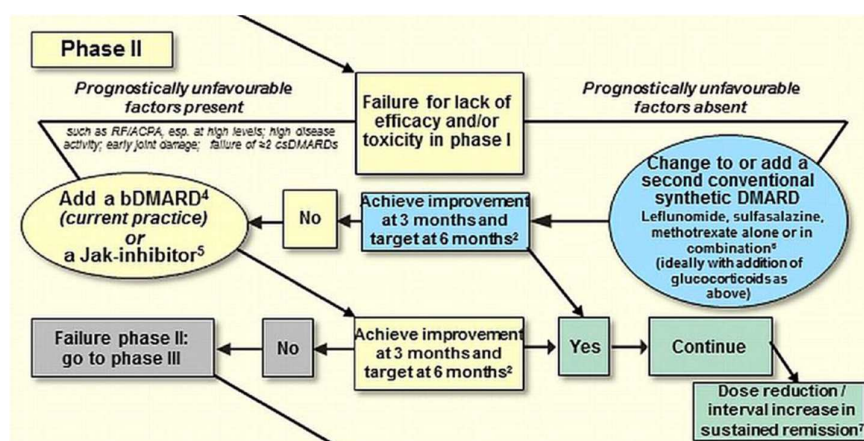 Phase II
Prognostically unfavourable
factors present
such as RF/ACPA, esp. at high levels; high disease
activity; early joint damage; failure of ≥2 csDMARDs
Failure for lack of
efficacy and/or
toxicity in phase I
Prognostically unfavourable
factors absent
Add a bDMARD⁴
(current practice)
or
a Jak-inhibitor⁵
No
Achieve improvement
at 3 months and
target at 6 months²
Change to or add a
second conventional
synthetic DMARD
Leflunomide, sulfasalazine,
methotrexate alone or in
combination⁶
(ideally with addition of
glucocorticoids as
above)
Failure phase II:
go to phase III
No
Achieve improvement
at 3 months and
target at 6 months²
Yes
Continue
Dose reduction /
interval increase in
sustained remission⁷